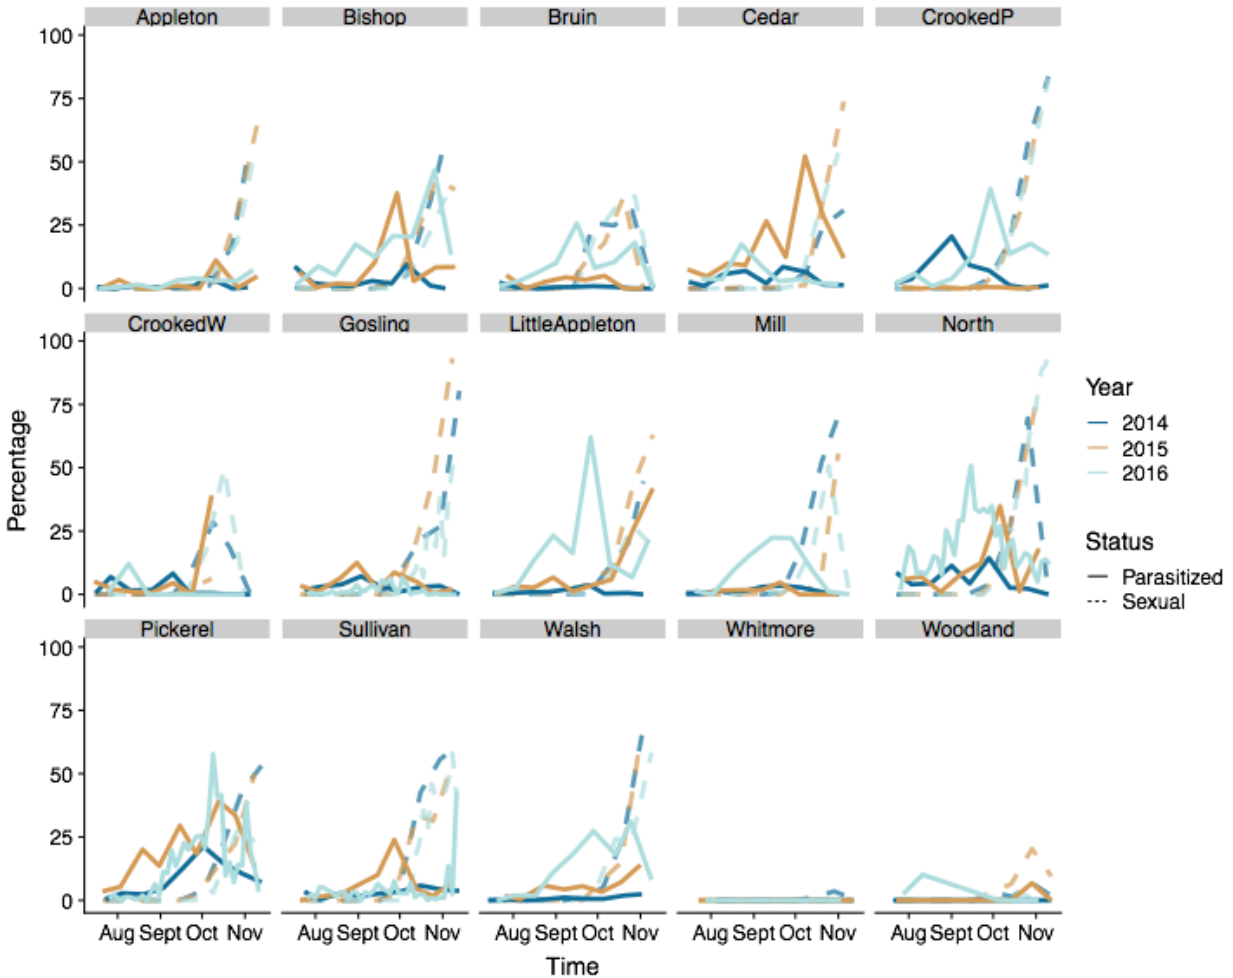 Appleton Bishop Bruin Cedar CrookedP
100
75
50
25
0
CrookedW Gosling LittleAppleton Mill North
100
75
50
25
0
Pickerel Sullivan Walsh Whitmore Woodland
100
75
50
25
0
Aug Sept Oct Nov Aug Sept Oct Nov Aug Sept Oct Nov Aug Sept Oct Nov Aug Sept Oct Nov
Time
Percentage
Year
2014
2015
2016
Status
Parasitized
Sexual